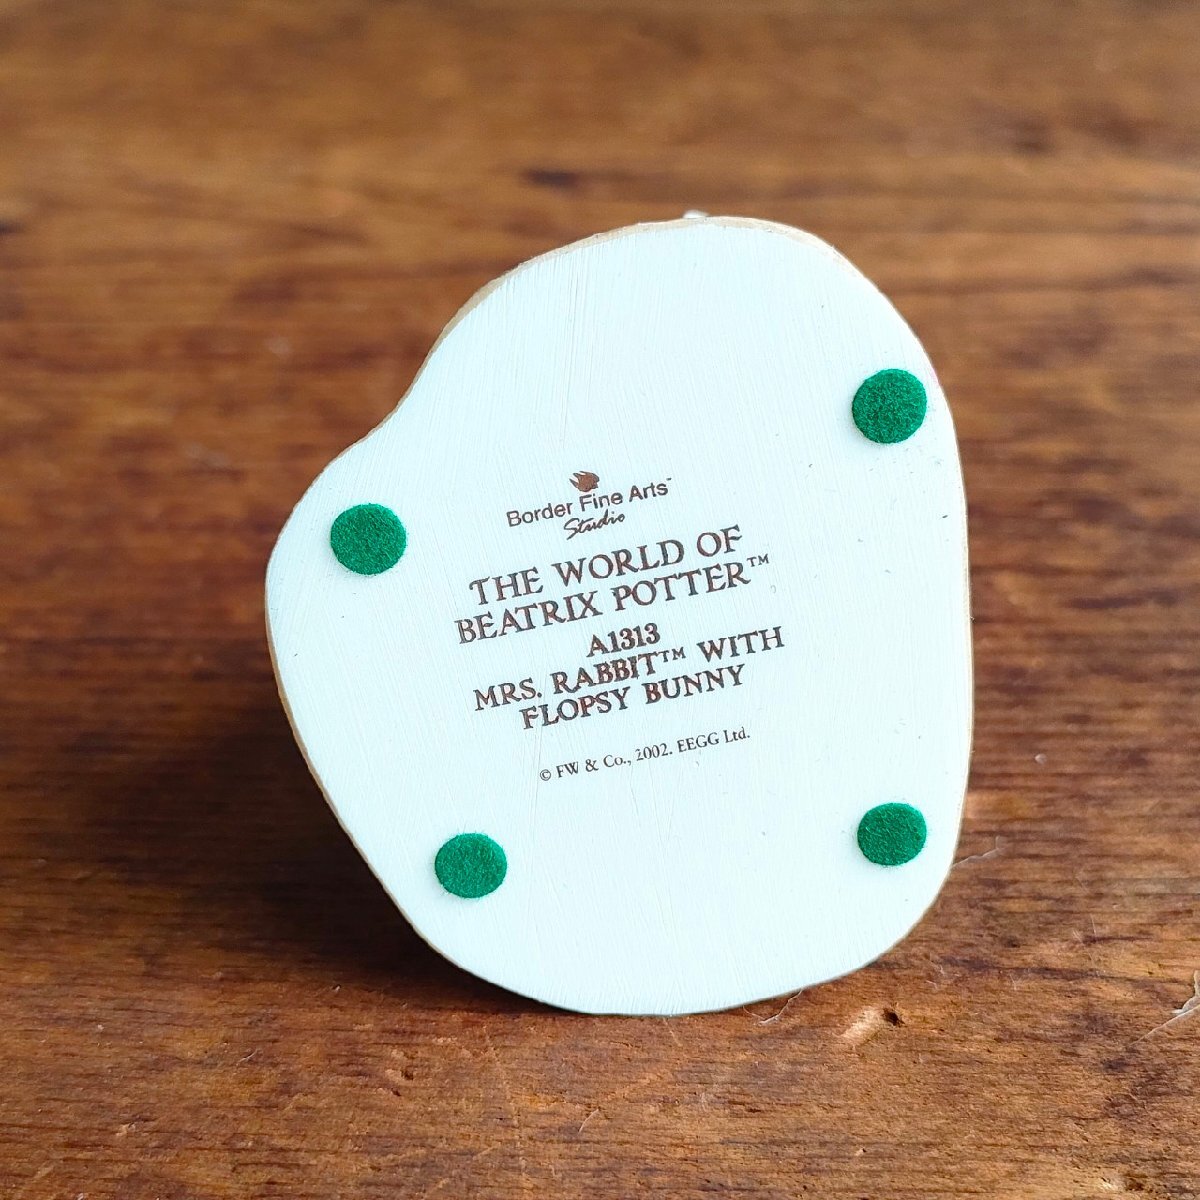 Border Fine Arts™
Studio
THE WORLD OF
BEATRIX POTTER™
A1313
MRS. RABBIT™ WITH
FLOPSY BUNNY
© FW & Co., 2002. EEGG Ltd.